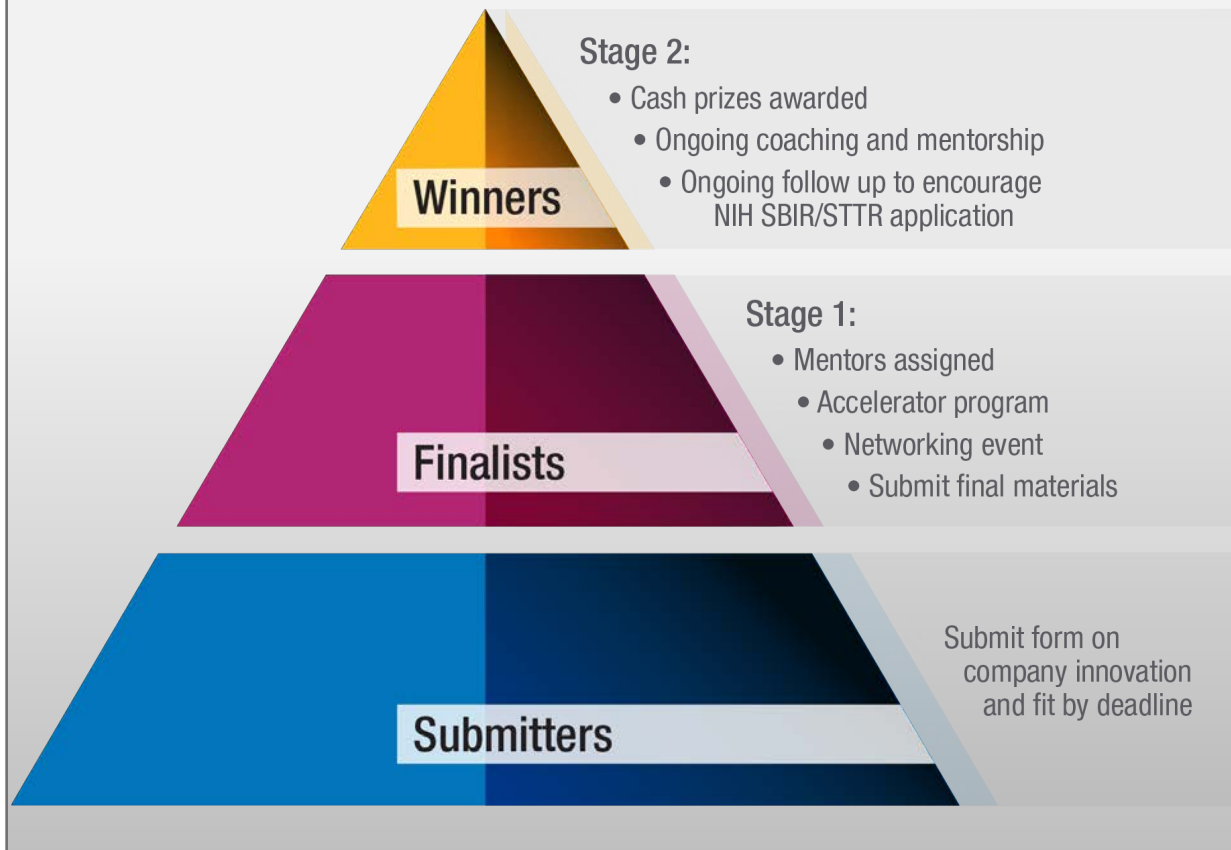 Stage 2:
• Cash prizes awarded
• Ongoing coaching and mentorship
• Ongoing follow up to encourage
NIH SBIR/STTR application
Winners
Stage 1:
• Mentors assigned
• Accelerator program
• Networking event
• Submit final materials
Finalists
Submit form on
company innovation
and fit by deadline
Submitters